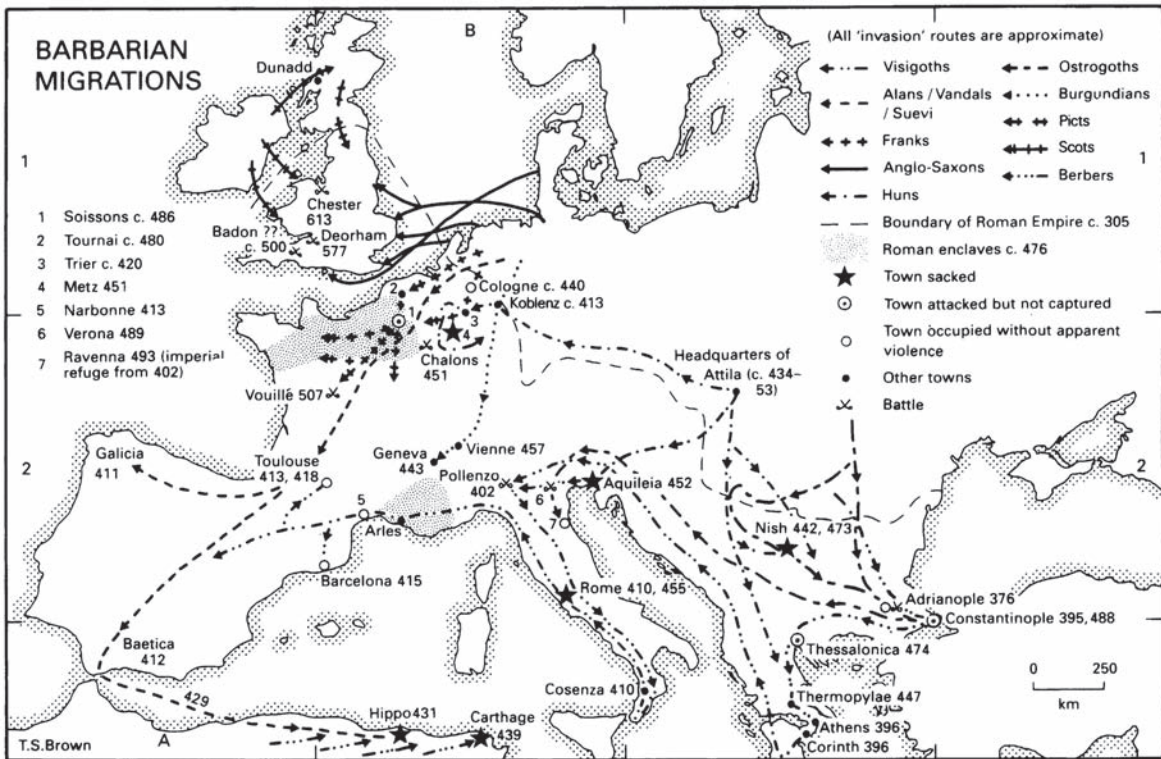 BARBARIAN
MIGRATIONS
B
A
1
2
1
2
1 Soissons c. 486
2 Tournai c. 480
3 Trier c. 420
4 Metz 451
5 Narbonne 413
6 Verona 489
7 Ravenna 493 (imperial
refuge from 402)
(All 'invasion' routes are approximate)
Visigoths
Alans / Vandals
/ Suevi
Franks
Anglo-Saxons
Huns
Ostrogoths
Burgundians
Picts
Scots
Berbers
Boundary of Roman Empire c. 305
Roman enclaves c. 476
Town sacked
Town attacked but not captured
Town occupied without apparent
violence
Other towns
Battle
Dunadd
Chester
613
Badon ??
c. 500
Deorham
577
2
1
3
4
Cologne c. 440
Koblenz c. 413
Chalons
451
Vouillé 507
Headquarters of
Attila (c. 434–
53)
Galicia
411
Toulouse
413, 418
Geneva
443
Vienne 457
Pollenzo
402
6
7
Aquileia 452
5
Arles
Nish 442, 473
Barcelona 415
Rome 410, 455
Adrianople 376
Constantinople 395, 488
Thessalonica 474
Baetica
412
429
Cosenza 410
Thermopylae 447
Athens 396
Corinth 396
Hippo 431
Carthage
439
0 250
km
T.S.Brown